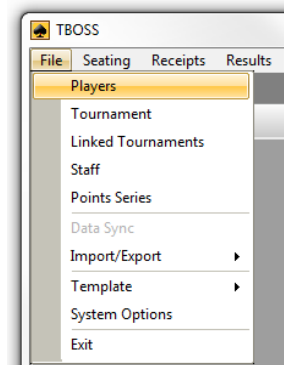 TBOSS
File Seating Receipts Results
Players
Tournament
Linked Tournaments
Staff
Points Series
Data Sync
Import/Export
Template
System Options
Exit